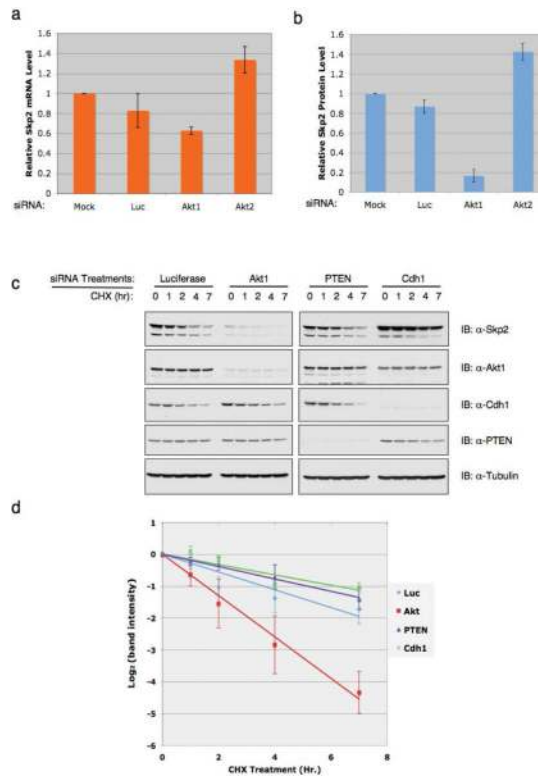 a
Relative Skp2 mRNA Level
1.6
1.4
1.2
1
0.8
0.6
0.4
0.2
0
siRNA:
Mock
Luc
Akt1
Akt2
b
Relative Skp2 Protein Level
1.6
1.4
1.2
1
0.8
0.6
0.4
0.2
0
siRNA:
Mock
Luc
Akt1
Akt2
c
siRNA Treatments: Luciferase Akt1 PTEN Cdh1
CHX (hr): 0 1 2 4 7 0 1 2 4 7 0 1 2 4 7 0 1 2 4 7
IB: α-Skp2
IB: α-Akt1
IB: α-Cdh1
IB: α-PTEN
IB: α-Tubulin
d
Log₂ (band intensity)
1
0
-1
-2
-3
-4
-5
-6
0 2 4 6 8
CHX Treatment (Hr.)
Luc
Akt
PTEN
Cdh1